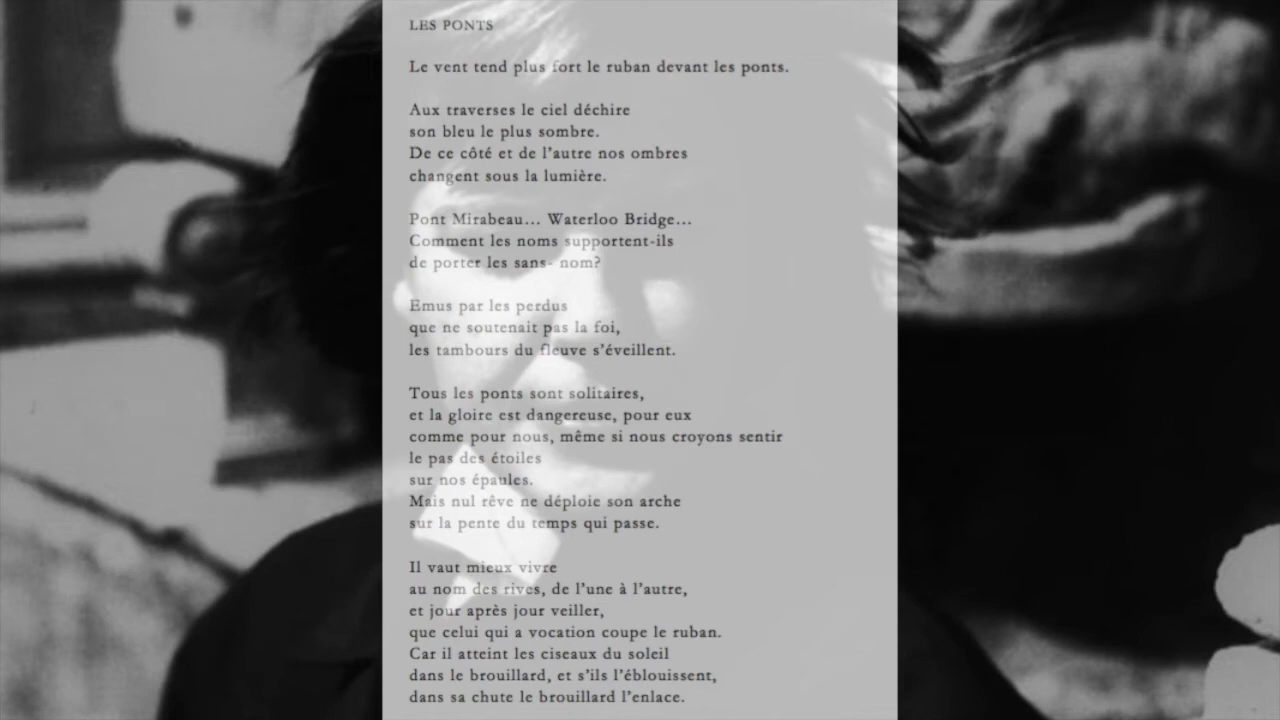 LES PONTS
Le vent tend plus fort le ruban devant les ponts.
Aux traverses le ciel déchire
son bleu le plus sombre.
De ce côté et de l'autre nos ombres
changent sous la lumière.
Pont Mirabeau... Waterloo Bridge...
Comment les noms supportent-ils
de porter les sans- nom?
Emus par les perdus
que ne soutenait pas la foi,
les tambours du fleuve s'éveillent.
Tous les ponts sont solitaires,
et la gloire est dangereuse, pour eux
comme pour nous, même si nous croyons sentir
le pas des étoiles
sur nos épaules.
Mais nul rêve ne déploie son arche
sur la pente du temps qui passe.
Il vaut mieux vivre
au nom des rives, de l'une à l'autre,
et jour après jour veiller,
que celui qui a vocation coupe le ruban.
Car il atteint les ciseaux du soleil
dans le brouillard, et s'ils l'éblouissent,
dans sa chute le brouillard l'enlace.